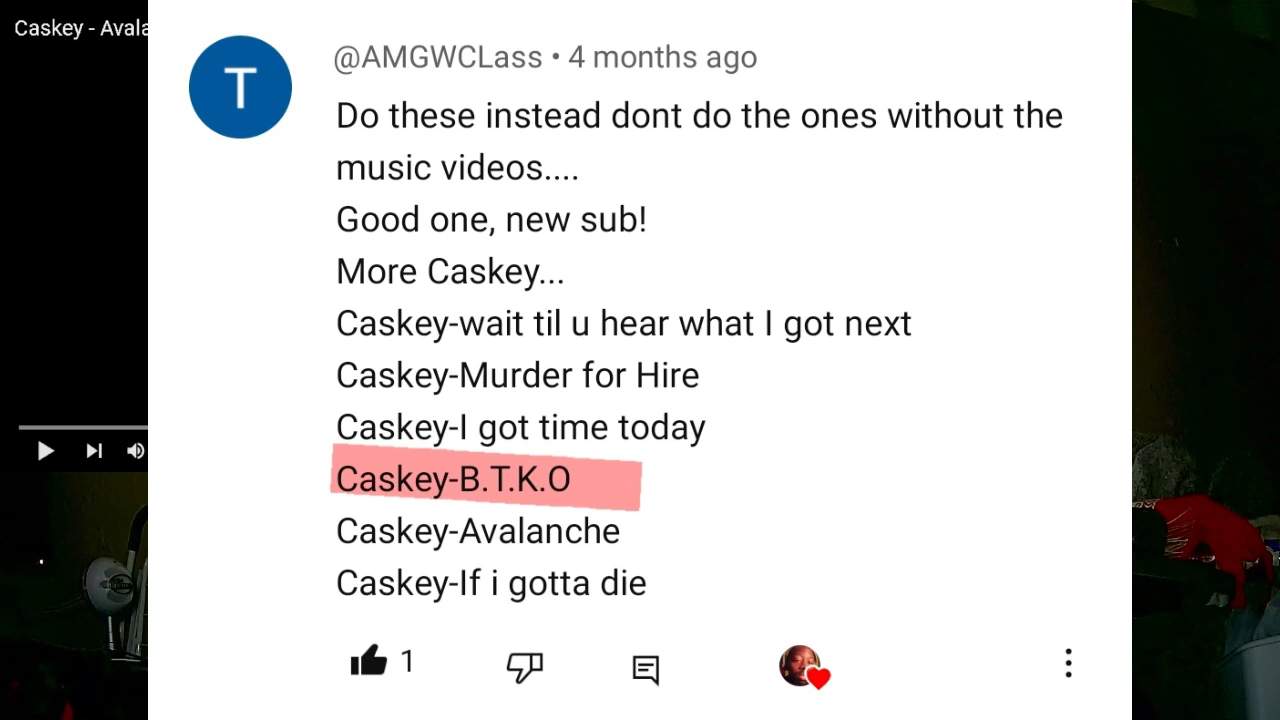 Caskey - Avala
T
@AMGWCLass • 4 months ago
Do these instead dont do the ones without the
music videos....
Good one, new sub!
More Caskey...
Caskey-wait til u hear what I got next
Caskey-Murder for Hire
Caskey-I got time today
Caskey-B.T.K.O
Caskey-Avalanche
Caskey-If i gotta die
1